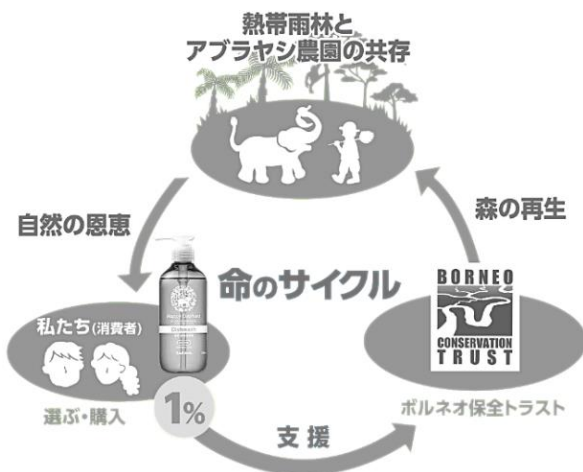 熱帯雨林と
アブラヤシ農園の共存
自然の恩恵
森の再生
命のサイクル
私たち(消費者)
BORNEO
CONSERVATION
TRUST
選ぶ・購入
1%
支援
ボルネオ保全トラスト